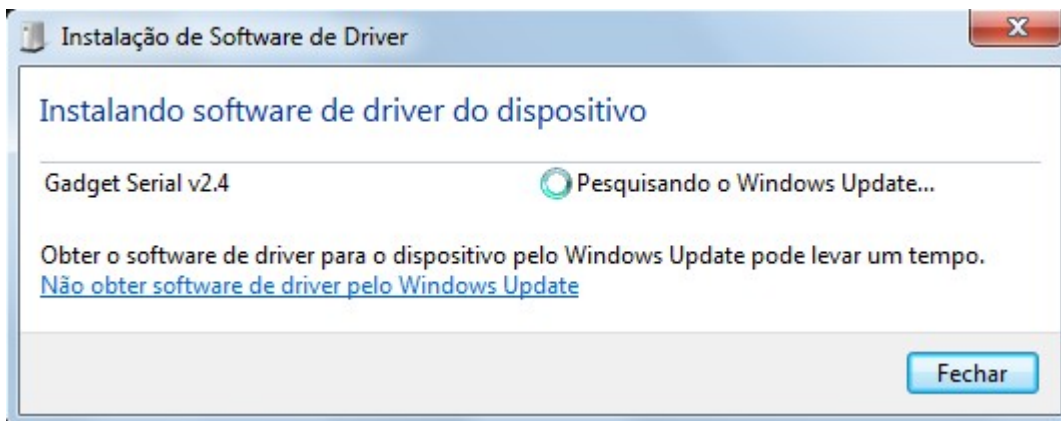 Instalação de Software de Driver
Instalando software de driver do dispositivo
Gadget Serial v2.4 Pesquisando o Windows Update...
Obter o software de driver para o dispositivo pelo Windows Update pode levar um tempo.
Não obter software de driver pelo Windows Update
Fechar